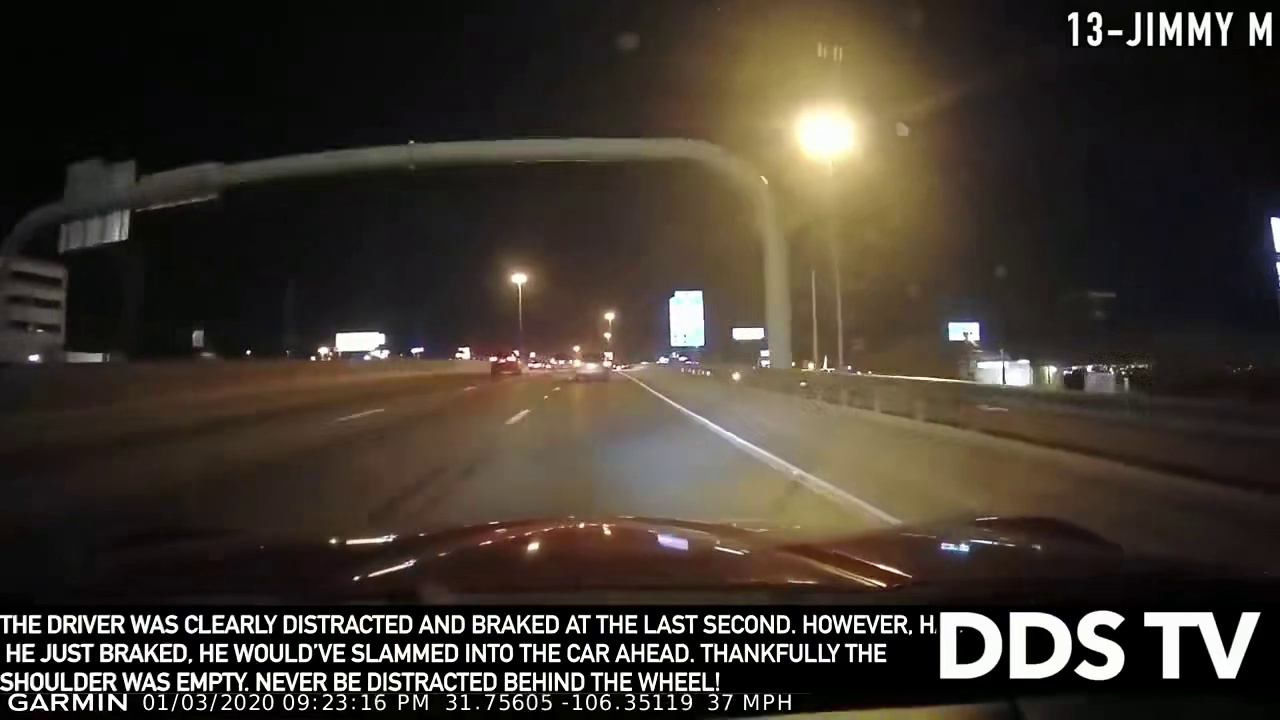 13-JIMMY M
THE DRIVER WAS CLEARLY DISTRACTED AND BRAKED AT THE LAST SECOND. HOWEVER,
HE JUST BRAKED, HE WOULD'VE SLAMMED INTO THE CAR AHEAD. THANKFULLY THE
SHOULDER WAS EMPTY. NEVER BE DISTRACTED BEHIND THE WHEEL!
DDS TV
GARMIN 01/03/2020 09:23:16 PM 31.75605 -106.35119 37 MPH